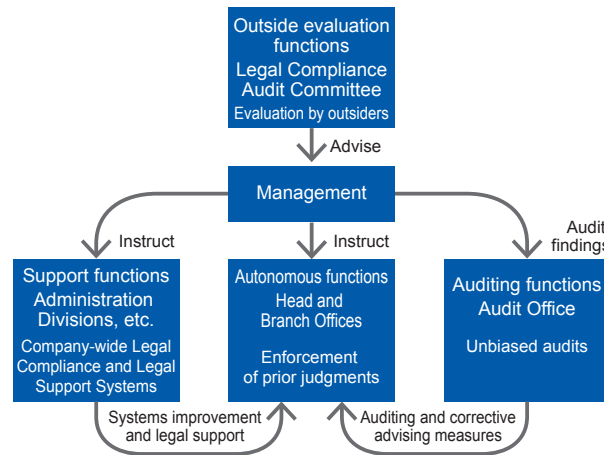 Outside evaluation
functions
Legal Compliance
Audit Committee
Evaluation by outsiders
Advise
Management
Instruct
Instruct
Audit
findings
Support functions
Administration
Divisions, etc.
Company-wide Legal
Compliance and Legal
Support Systems
Autonomous functions
Head and
Branch Offices
Enforcement
of prior judgments
Auditing functions
Audit Office
Unbiased audits
Systems improvement
and legal support
Auditing and corrective
advising measures